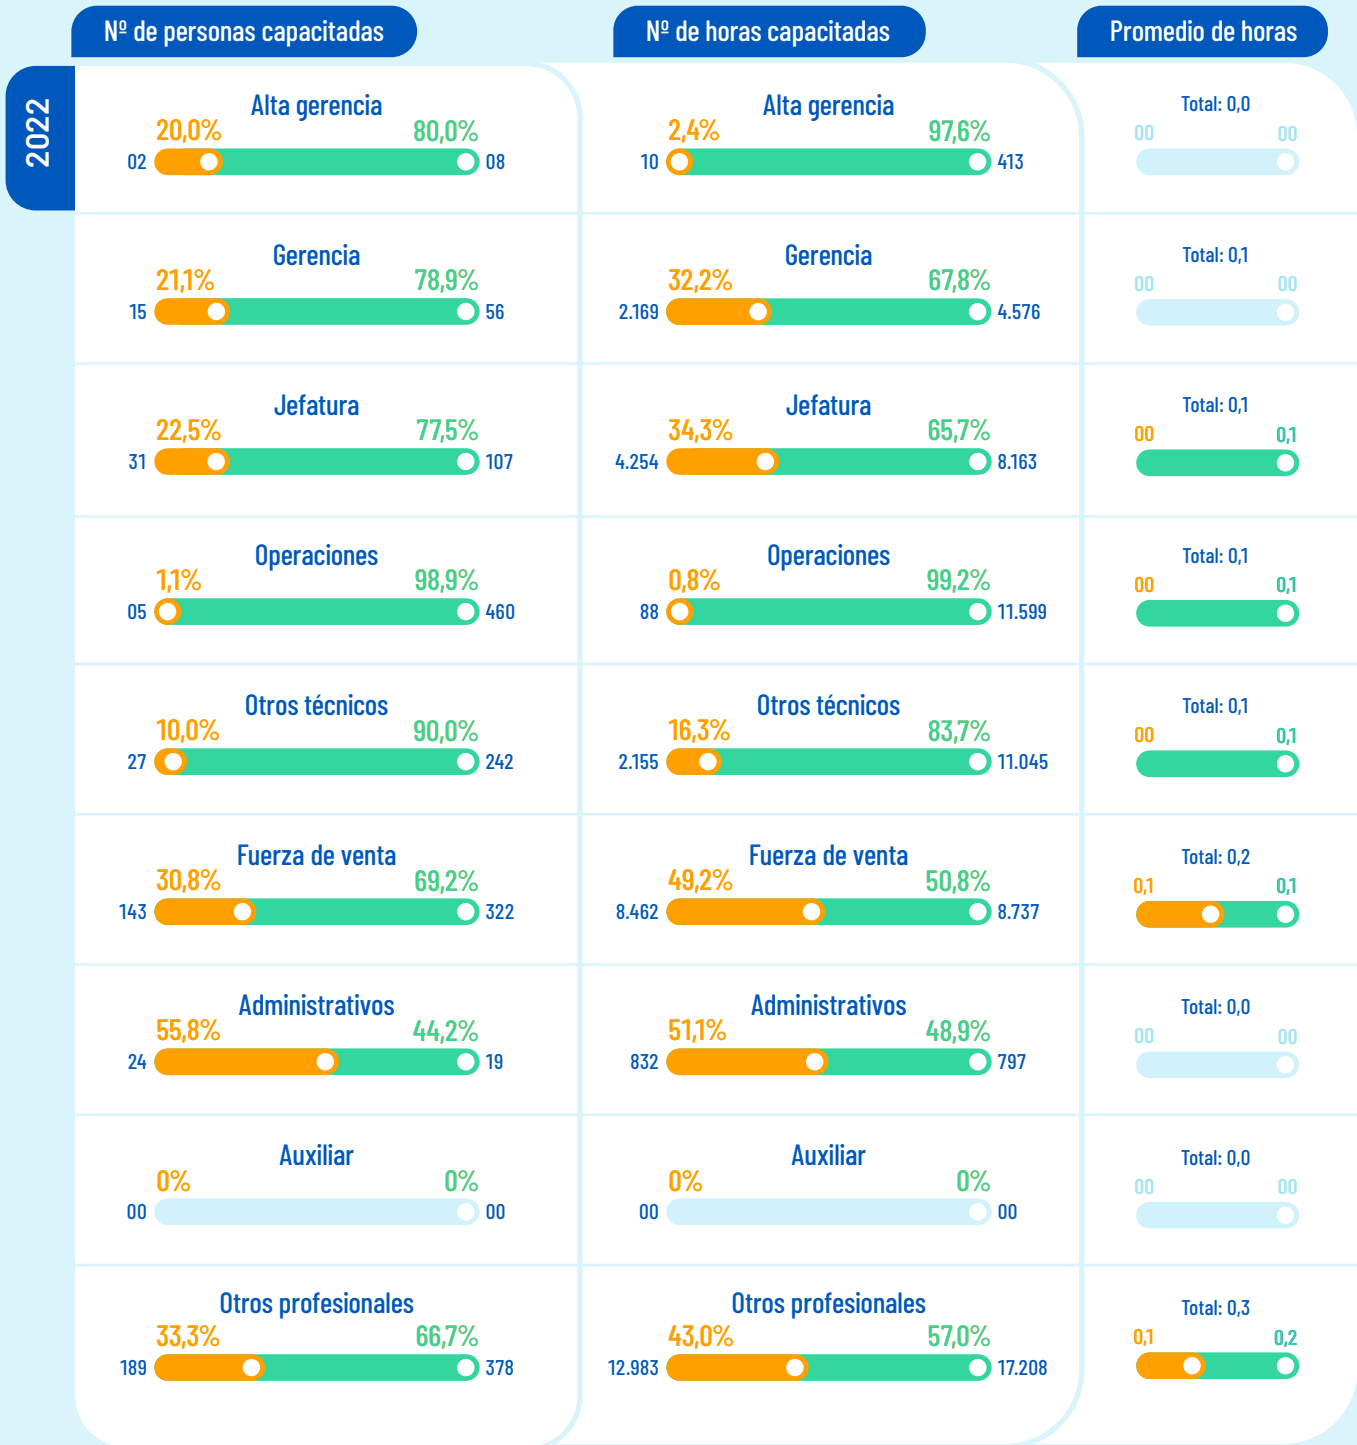 Nº de personas capacitadas
Nº de horas capacitadas
Promedio de horas
2022
Alta gerencia
20,0% 80,0%
02 08
Alta gerencia
2,4% 97,6%
10 413
Total: 0,0
00 00
Gerencia
21,1% 78,9%
15 56
Gerencia
32,2% 67,8%
2.169 4.576
Total: 0,1
00 00
Jefatura
22,5% 77,5%
31 107
Jefatura
34,3% 65,7%
4.254 8.163
Total: 0,1
00 0,1
Operaciones
1,1% 98,9%
05 460
Operaciones
0,8% 99,2%
88 11.599
Total: 0,1
00 0,1
Otros técnicos
10,0% 90,0%
27 242
Otros técnicos
16,3% 83,7%
2.155 11.045
Total: 0,1
00 0,1
Fuerza de venta
30,8% 69,2%
143 322
Fuerza de venta
49,2% 50,8%
8.462 8.737
Total: 0,2
0,1 0,1
Administrativos
55,8% 44,2%
24 19
Administrativos
51,1% 48,9%
832 797
Total: 0,0
00 00
Auxiliar
0% 0%
00 00
Auxiliar
0% 0%
00 00
Total: 0,0
00 00
Otros profesionales
33,3% 66,7%
189 378
Otros profesionales
43,0% 57,0%
12.983 17.208
Total: 0,3
0,1 0,2